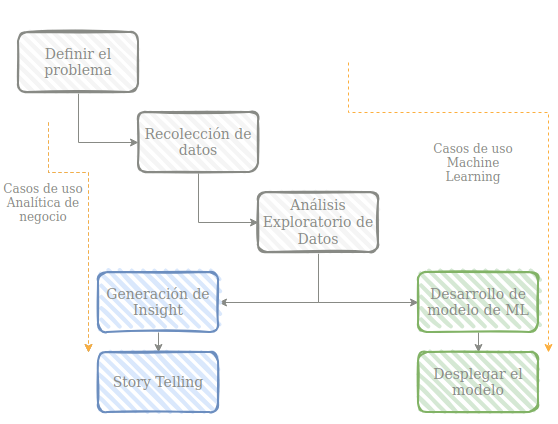 Definir el
problema
Recolección de
datos
Casos de uso
Machine
Learning
Casos de uso
Analítica de
negocio
Análisis
Exploratorio de
Datos
Generación de
Insight
Desarrollo de
modelo de ML
Story Telling
Desplegar el
modelo